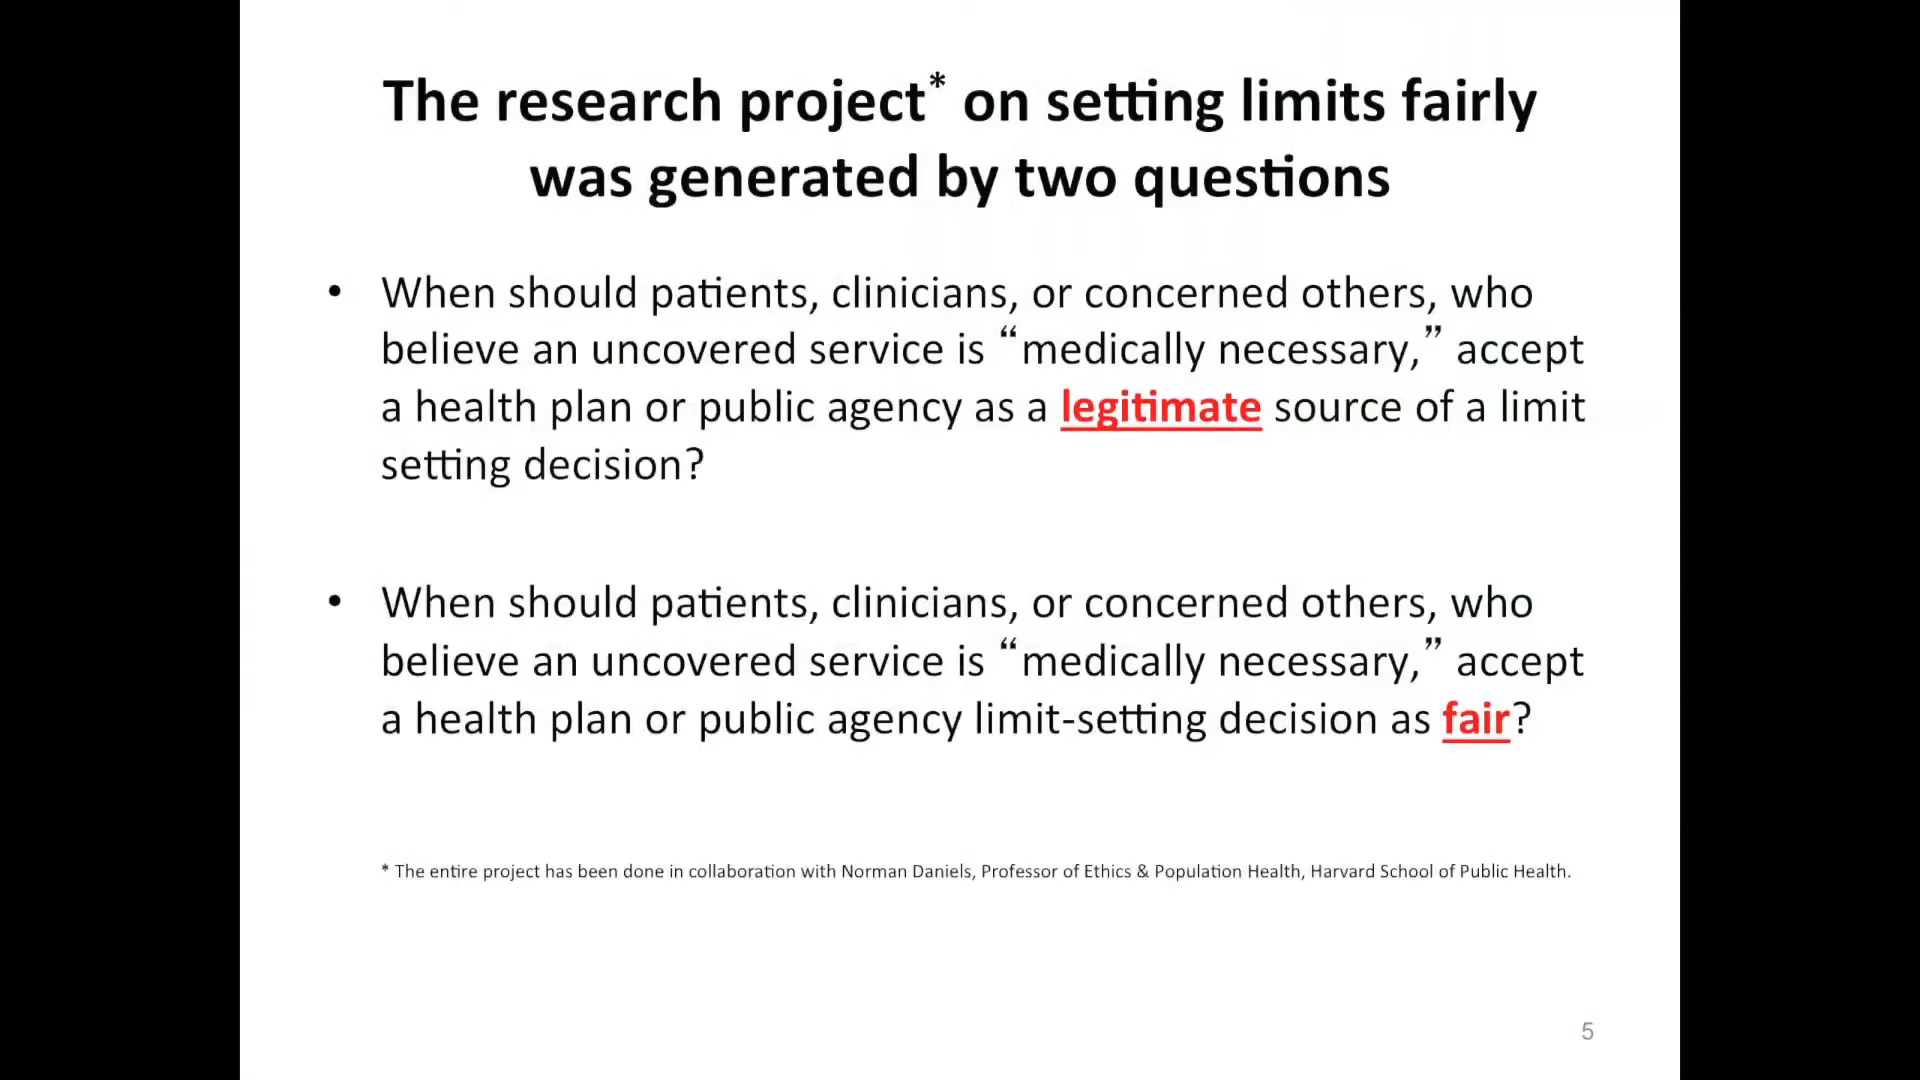 The research project* on setting limits fairly
was generated by two questions
• When should patients, clinicians, or concerned others, who
believe an uncovered service is “medically necessary,” accept
a health plan or public agency as a legitimate source of a limit
setting decision?
• When should patients, clinicians, or concerned others, who
believe an uncovered service is “medically necessary,” accept
a health plan or public agency limit-setting decision as fair?
* The entire project has been done in collaboration with Norman Daniels, Professor of Ethics & Population Health, Harvard School of Public Health.
5